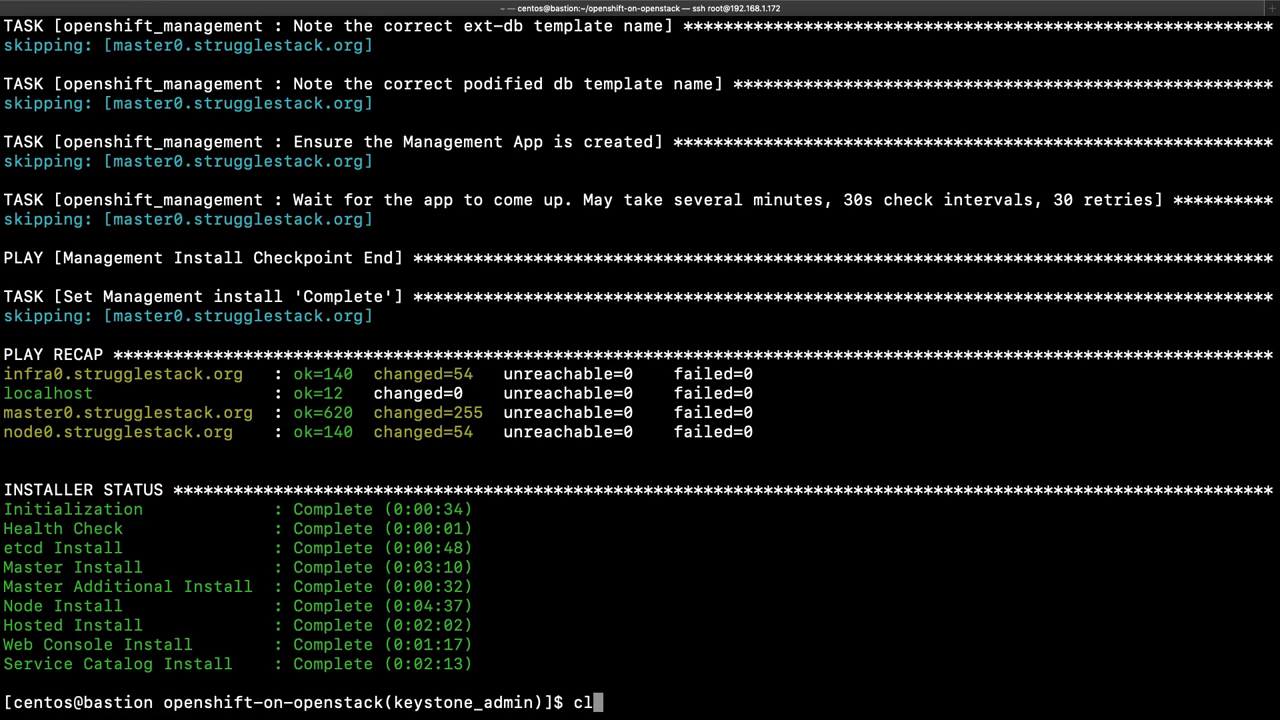 ~ — centos@bastion:~/openshift-on-openstack — ssh root@192.168.1.172
TASK [openshift_management : Note the correct ext-db template name] ***********************************************************
skipping: [master0.strugglestack.org]
TASK [openshift_management : Note the correct podified db template name] ******************************************************
skipping: [master0.strugglestack.org]
TASK [openshift_management : Ensure the Management App is created] ************************************************************
skipping: [master0.strugglestack.org]
TASK [openshift_management : Wait for the app to come up. May take several minutes, 30s check intervals, 30 retries] **********
skipping: [master0.strugglestack.org]
PLAY [Management Install Checkpoint End] **************************************************************************************
TASK [Set Management install 'Complete'] **************************************************************************************
skipping: [master0.strugglestack.org]
PLAY RECAP ********************************************************************************************************************
infra0.strugglestack.org   : ok=140  changed=54   unreachable=0    failed=0
localhost                  : ok=12   changed=0    unreachable=0    failed=0
master0.strugglestack.org  : ok=620  changed=255  unreachable=0    failed=0
node0.strugglestack.org    : ok=140  changed=54   unreachable=0    failed=0
INSTALLER STATUS **************************************************************************************************************
Initialization             : Complete (0:00:34)
Health Check               : Complete (0:00:01)
etcd Install               : Complete (0:00:48)
Master Install             : Complete (0:03:10)
Master Additional Install  : Complete (0:00:32)
Node Install               : Complete (0:04:37)
Hosted Install             : Complete (0:02:02)
Web Console Install        : Complete (0:01:17)
Service Catalog Install    : Complete (0:02:13)
[centos@bastion openshift-on-openstack(keystone_admin)]$ cl